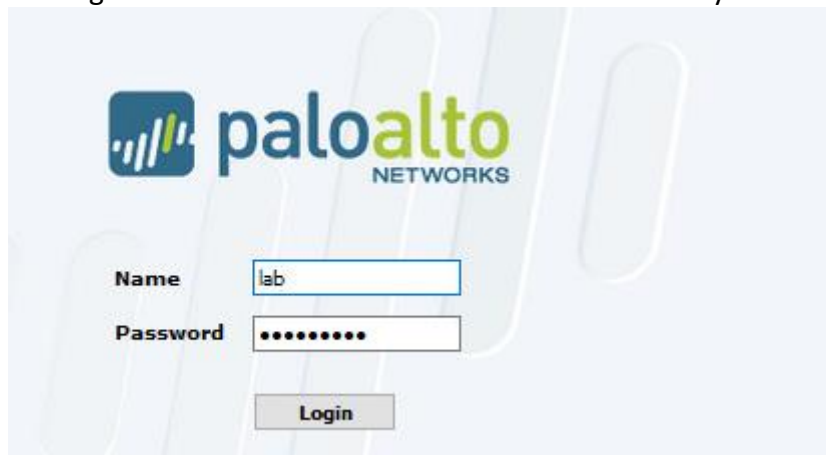 paloalto
NETWORKS
Name lab
Password •••••••••
Login